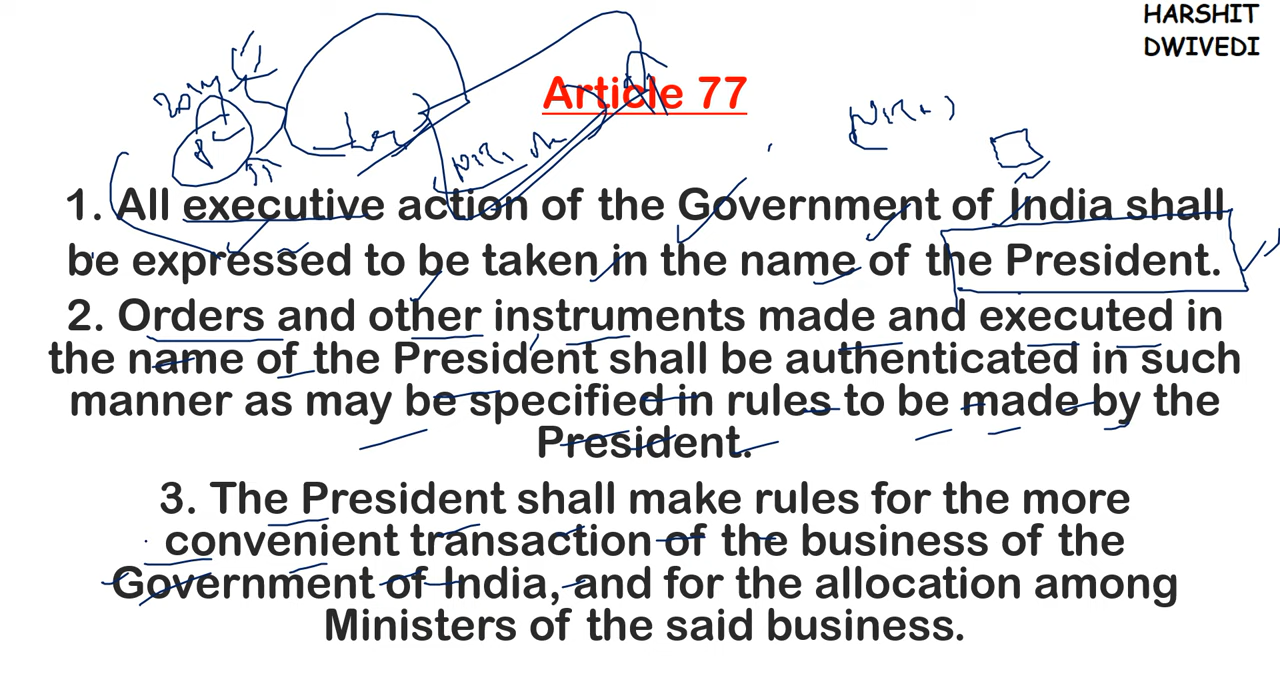 HARSHIT
DWIVEDI
Article 77
1. All executive action of the Government of India shall
be expressed to be taken in the name of the President.
2. Orders and other instruments made and executed in
the name of the President shall be authenticated in such
manner as may be specified in rules to be made by the
President.
3. The President shall make rules for the more
convenient transaction of the business of the
Government of India, and for the allocation among
Ministers of the said business.